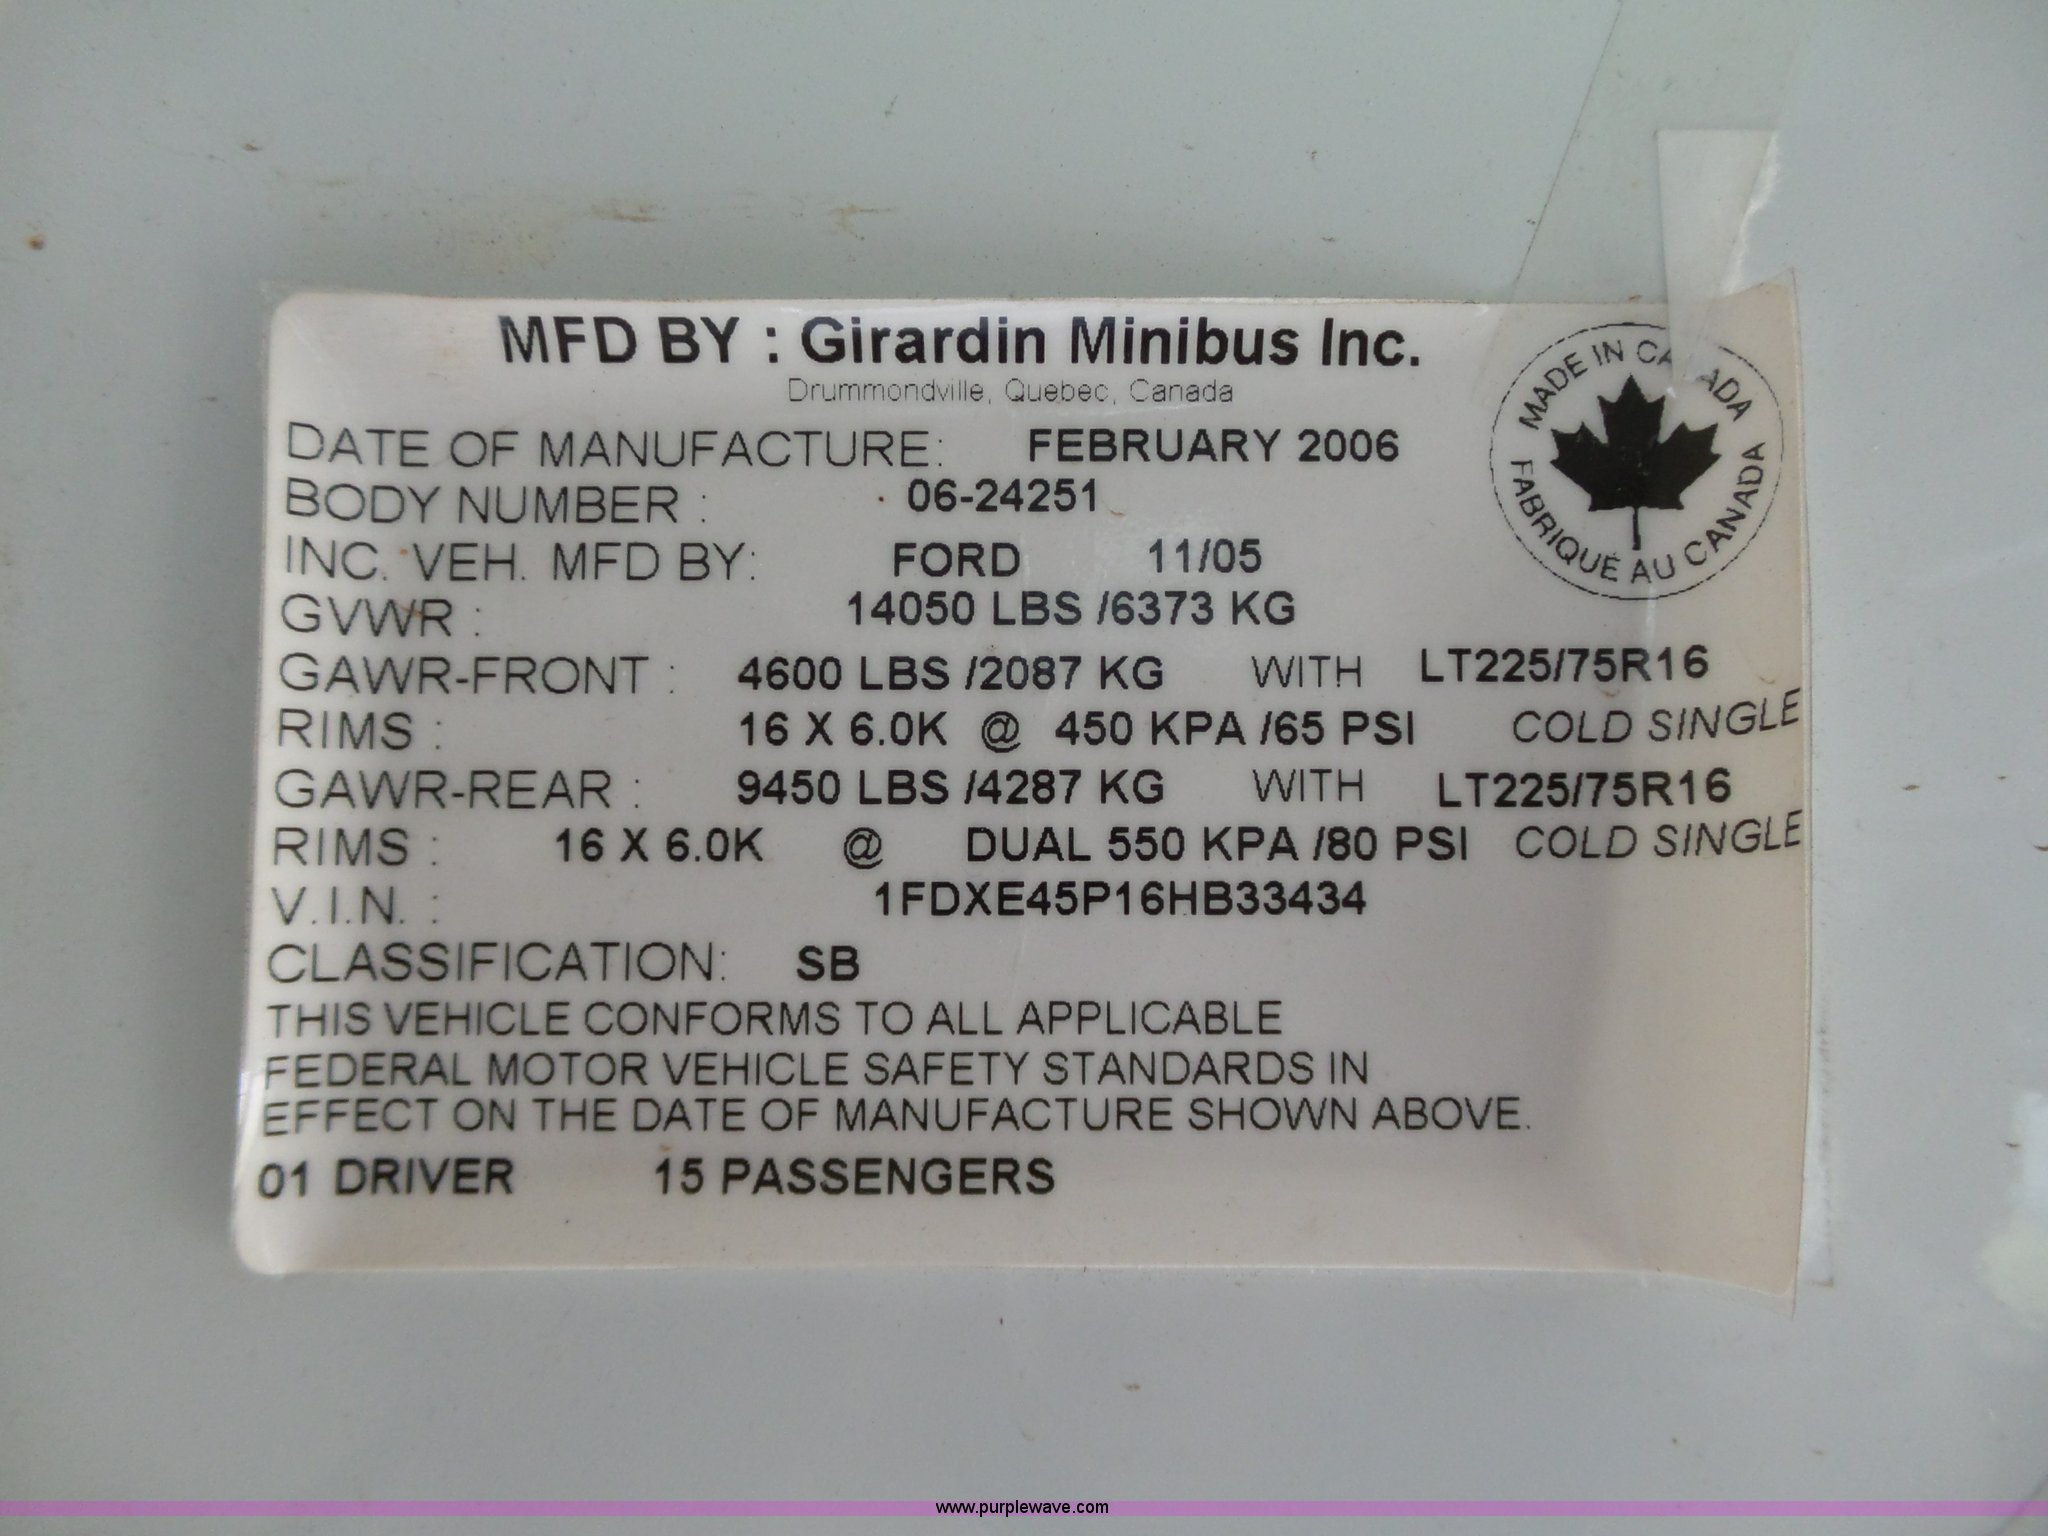 MFD BY : Girardin Minibus Inc.
Drummondville, Quebec, Canada
MADE IN CANADA
FABRIQUÉ AU CANADA
DATE OF MANUFACTURE: FEBRUARY 2006
BODY NUMBER : 06-24251
INC. VEH. MFD BY: FORD 11/05
GVWR : 14050 LBS /6373 KG
GAWR-FRONT : 4600 LBS /2087 KG WITH LT225/75R16
RIMS : 16 X 6.0K @ 450 KPA /65 PSI COLD SINGLE
GAWR-REAR : 9450 LBS /4287 KG WITH LT225/75R16
RIMS : 16 X 6.0K @ DUAL 550 KPA /80 PSI COLD SINGLE
V.I.N. : 1FDXE45P16HB33434
CLASSIFICATION: SB
THIS VEHICLE CONFORMS TO ALL APPLICABLE
FEDERAL MOTOR VEHICLE SAFETY STANDARDS IN
EFFECT ON THE DATE OF MANUFACTURE SHOWN ABOVE.
01 DRIVER 15 PASSENGERS
www.purplewave.com